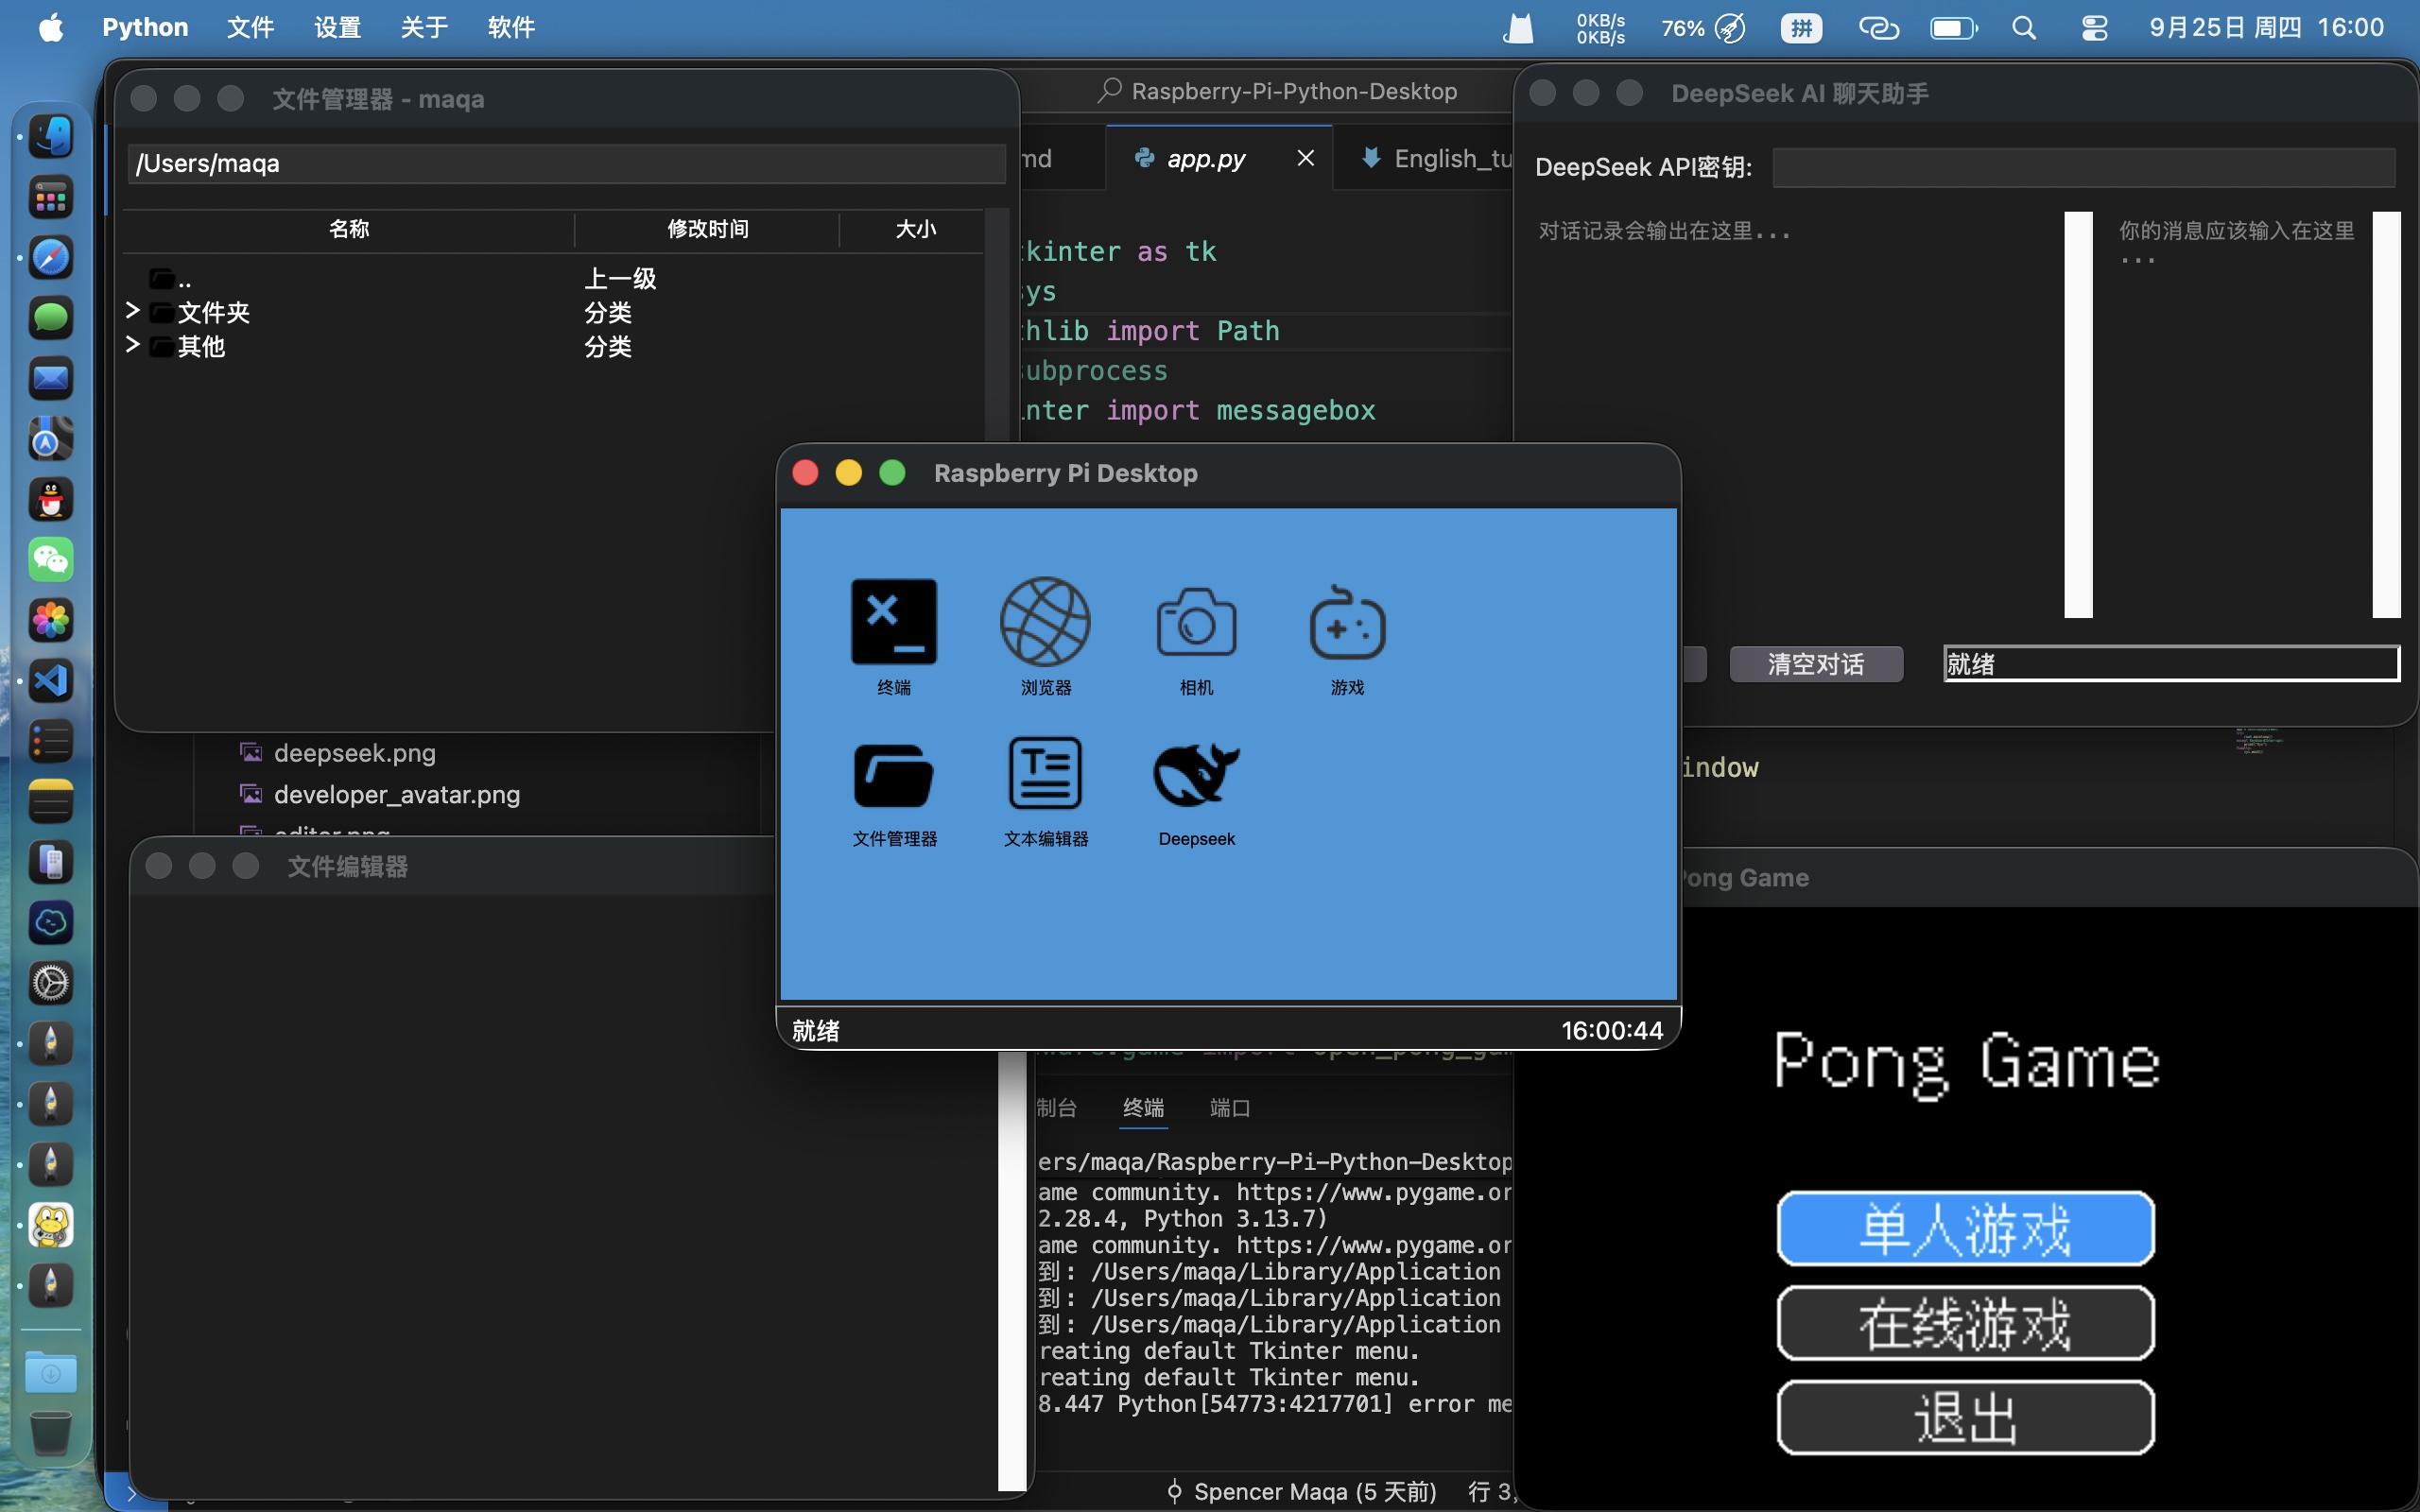 Python 文件 设置 关于 软件
0KB/s
0KB/s
76%
拼
9月25日 周四 16:00
文件管理器 - maqa
/Users/maqa
名称 修改时间 大小
.. 上一级
文件夹 分类
其他 分类
Raspberry-Pi-Python-Desktop
md app.py English_tu
kinter as tk
sys
hlib import Path
subprocess
inter import messagebox
DeepSeek AI 聊天助手
DeepSeek API密钥:
对话记录会输出在这里...
你的消息应该输入在这里
...
清空对话
就绪
Raspberry Pi Desktop
终端 浏览器 相机 游戏
文件管理器 文本编辑器 Deepseek
就绪 16:00:44
deepseek.png
developer_avatar.png
editor.png
indow
文件编辑器
import open_pong_gam
制台 终端 端口
ers/maqa/Raspberry-Pi-Python-Desktop
ame community. https://www.pygame.or
2.28.4, Python 3.13.7)
ame community. https://www.pygame.or
到: /Users/maqa/Library/Application
到: /Users/maqa/Library/Application
到: /Users/maqa/Library/Application
reating default Tkinter menu.
reating default Tkinter menu.
8.447 Python[54773:4217701] error me
Spencer Maqa (5 天前) 行 3,
Pong Game
Pong Game
单人游戏
在线游戏
退出